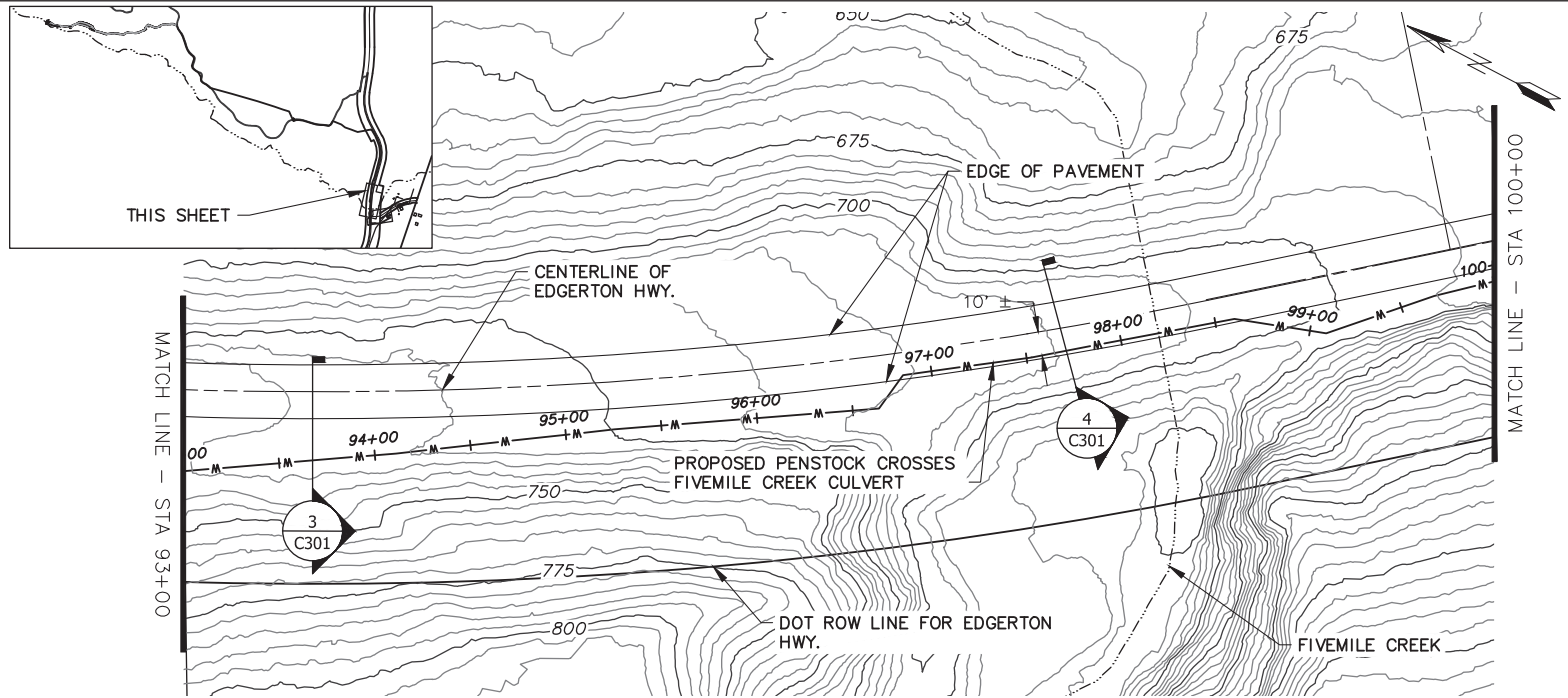 650
675
N
THIS SHEET
675
EDGE OF PAVEMENT
700
CENTERLINE OF
EDGERTON HWY.
10' ±
MATCH LINE – STA 93+00
MATCH LINE – STA 100+00
100
99+00
98+00
97+00
96+00
95+00
94+00
00
W W W W W W W W W W W W W W W
PROPOSED PENSTOCK CROSSES
FIVEMILE CREEK CULVERT
4
C301
3
C301
750
775
800
DOT ROW LINE FOR EDGERTON
HWY.
FIVEMILE CREEK